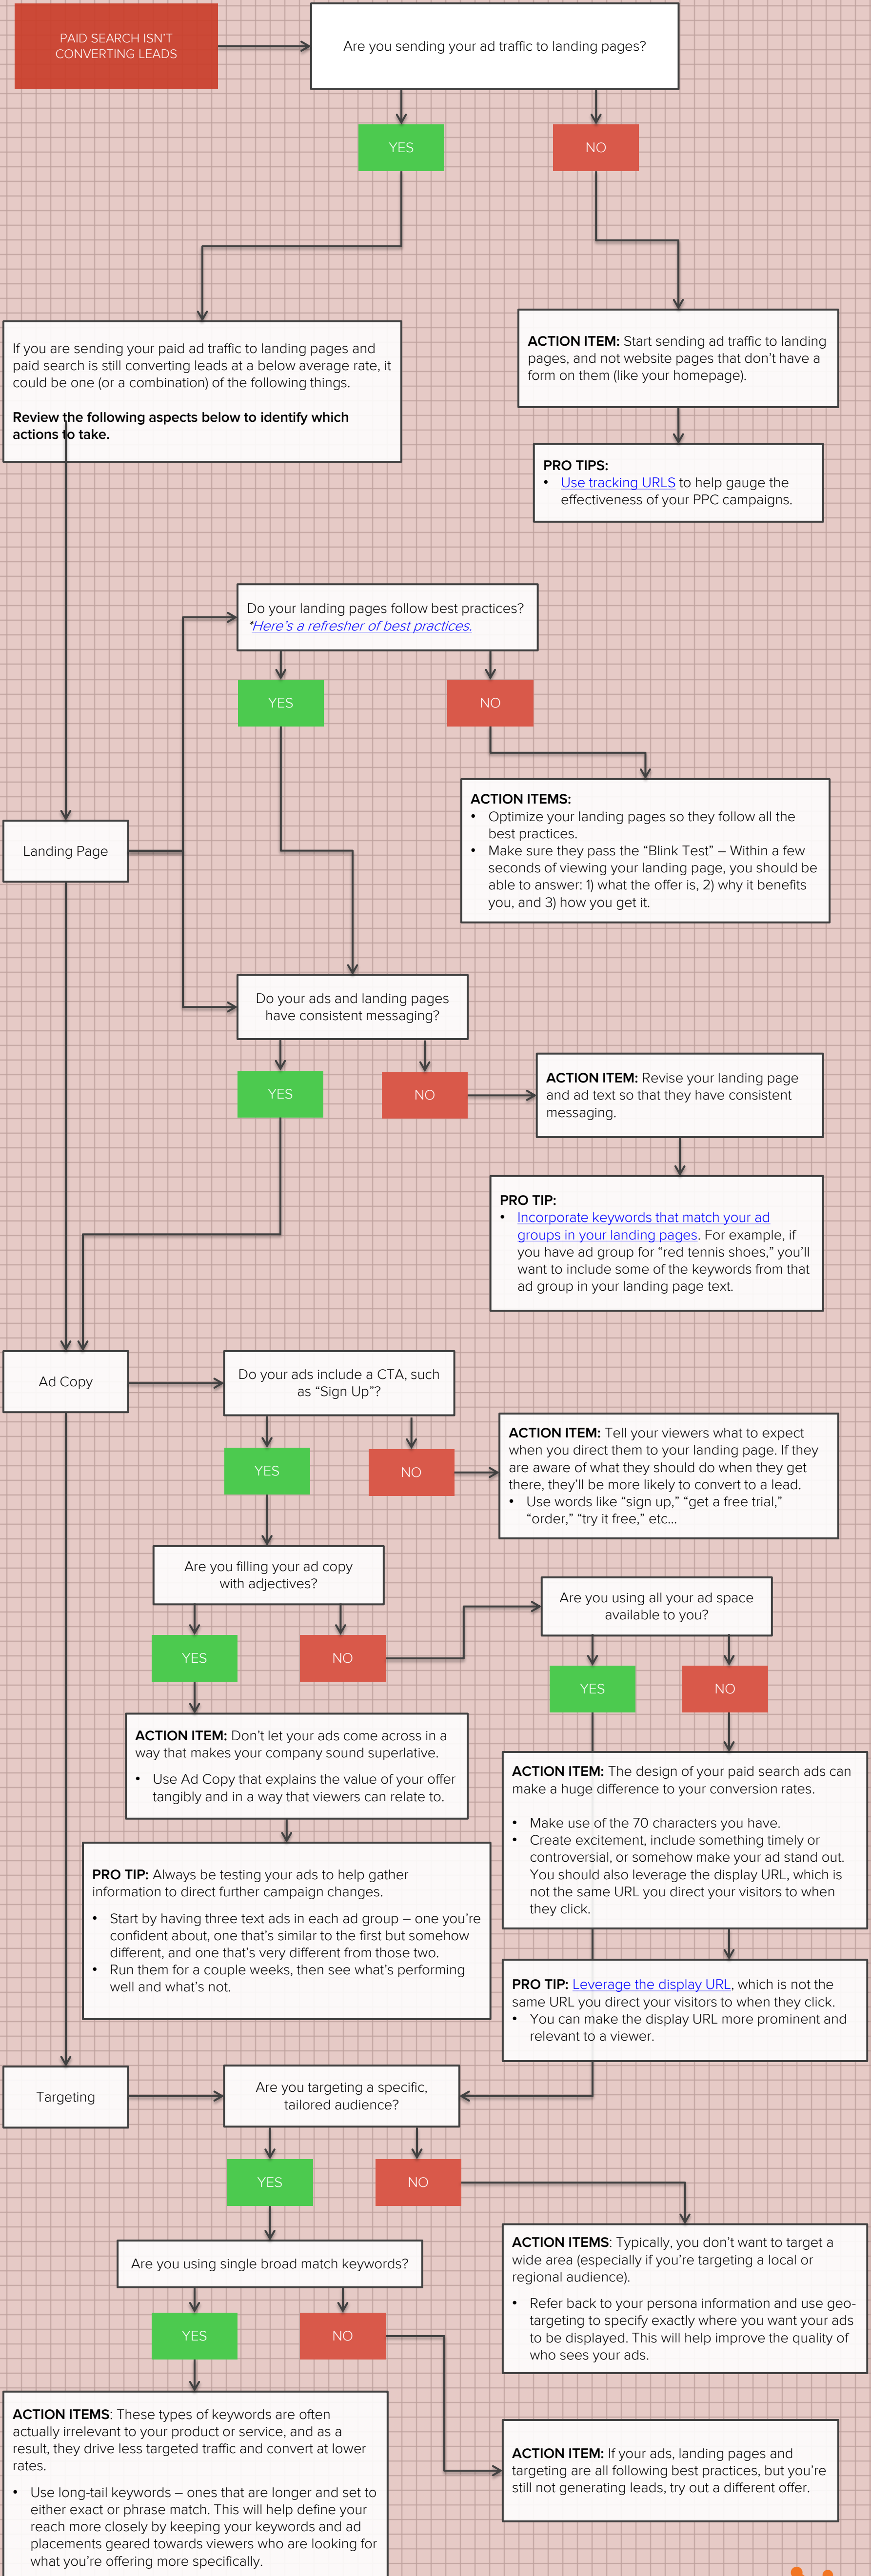 PAID SEARCH ISN'T
CONVERTING LEADS
Are you sending your ad traffic to landing pages?
YES
NO
If you are sending your paid ad traffic to landing pages and
paid search is still converting leads at a below average rate, it
could be one (or a combination) of the following things.
Review the following aspects below to identify which
actions to take.
ACTION ITEM: Start sending ad traffic to landing
pages, and not website pages that don't have a
form on them (like your homepage).
PRO TIPS:
• Use tracking URLS to help gauge the
effectiveness of your PPC campaigns.
Do your landing pages follow best practices?
*Here's a refresher of best practices.
YES
NO
ACTION ITEMS:
• Optimize your landing pages so they follow all the
best practices.
• Make sure they pass the “Blink Test” – Within a few
seconds of viewing your landing page, you should be
able to answer: 1) what the offer is, 2) why it benefits
you, and 3) how you get it.
Landing Page
Do your ads and landing pages
have consistent messaging?
YES
NO
ACTION ITEM: Revise your landing page
and ad text so that they have consistent
messaging.
PRO TIP:
• Incorporate keywords that match your ad
groups in your landing pages. For example, if
you have ad group for “red tennis shoes,” you'll
want to include some of the keywords from that
ad group in your landing page text.
Ad Copy
Do your ads include a CTA, such
as “Sign Up”?
YES
NO
ACTION ITEM: Tell your viewers what to expect
when you direct them to your landing page. If they
are aware of what they should do when they get
there, they'll be more likely to convert to a lead.
• Use words like “sign up,” “get a free trial,”
“order,” “try it free,” etc...
Are you filling your ad copy
with adjectives?
YES
NO
Are you using all your ad space
available to you?
YES
NO
ACTION ITEM: Don't let your ads come across in a
way that makes your company sound superlative.
• Use Ad Copy that explains the value of your offer
tangibly and in a way that viewers can relate to.
PRO TIP: Always be testing your ads to help gather
information to direct further campaign changes.
• Start by having three text ads in each ad group – one you're
confident about, one that's similar to the first but somehow
different, and one that's very different from those two.
• Run them for a couple weeks, then see what's performing
well and what's not.
ACTION ITEM: The design of your paid search ads can
make a huge difference to your conversion rates.
• Make use of the 70 characters you have.
• Create excitement, include something timely or
controversial, or somehow make your ad stand out.
You should also leverage the display URL, which is
not the same URL you direct your visitors to when
they click.
PRO TIP: Leverage the display URL, which is not the
same URL you direct your visitors to when they click.
• You can make the display URL more prominent and
relevant to a viewer.
Targeting
Are you targeting a specific,
tailored audience?
YES
NO
Are you using single broad match keywords?
YES
NO
ACTION ITEMS: Typically, you don't want to target a
wide area (especially if you're targeting a local or
regional audience).
• Refer back to your persona information and use geo-
targeting to specify exactly where you want your ads
to be displayed. This will help improve the quality of
who sees your ads.
ACTION ITEMS: These types of keywords are often
actually irrelevant to your product or service, and as a
result, they drive less targeted traffic and convert at lower
rates.
• Use long-tail keywords – ones that are longer and set to
either exact or phrase match. This will help define your
reach more closely by keeping your keywords and ad
placements geared towards viewers who are looking for
what you're offering more specifically.
ACTION ITEM: If your ads, landing pages and
targeting are all following best practices, but you're
still not generating leads, try out a different offer.